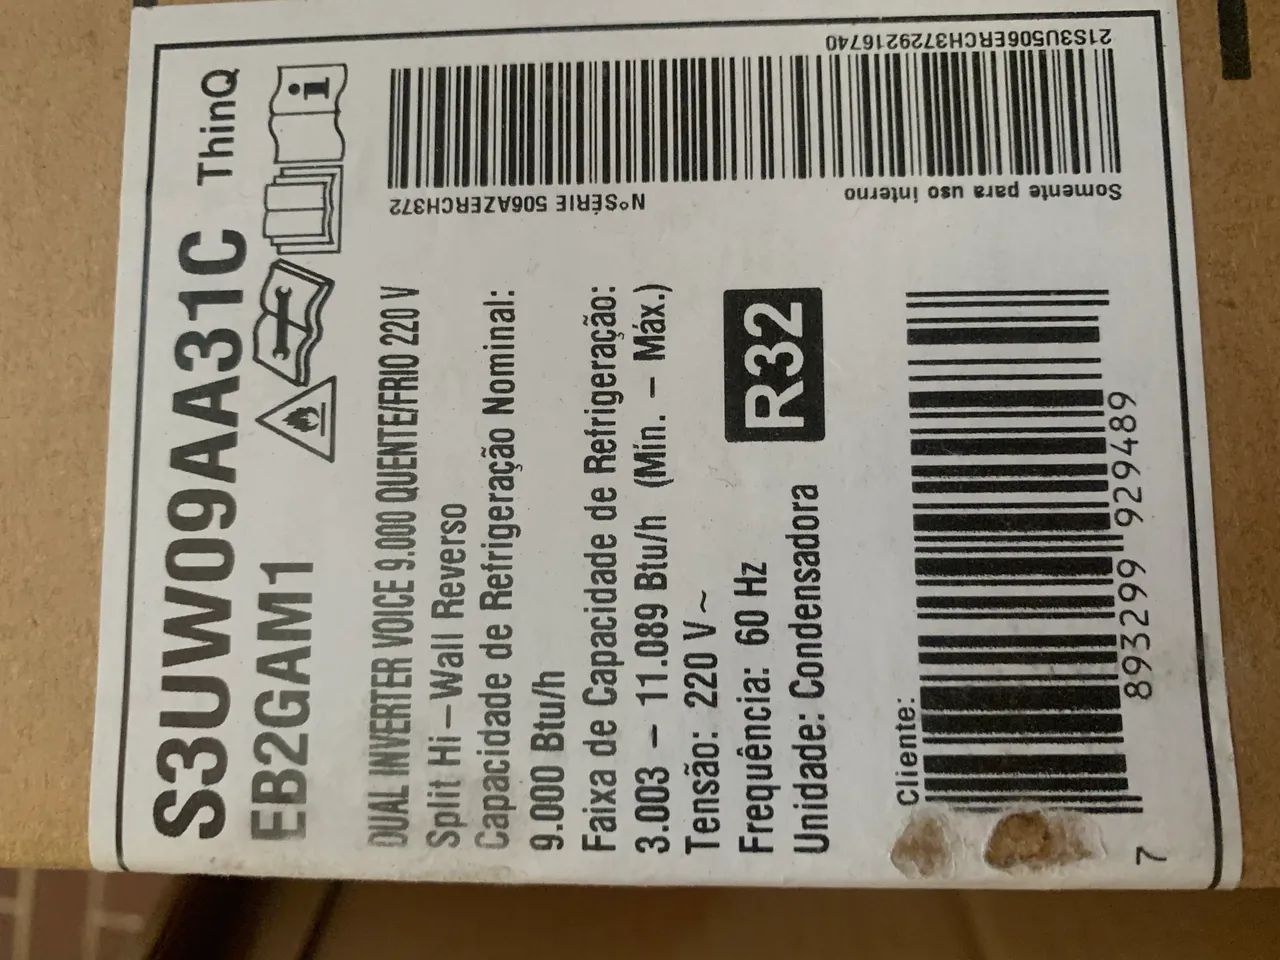 S3UW09AA31C ThinQ
EB2GAM1
DUAL INVERTER VOICE 9.000 QUENTE/FRIO 220 V
Split Hi-Wall Reverso
Capacidade de Refrigeração Nominal:
9.000 Btu/h
Faixa de Capacidade de Refrigeração:
3.003 - 11.089 Btu/h (Mín. - Máx.)
Tensão: 220 V~
Frequência: 60 Hz
Unidade: Condensadora
R32
Cliente:
7 893299 929489
NºSÉRIE 506AZERCH372
Somente para uso interno
21S3U506ERCH3729216740